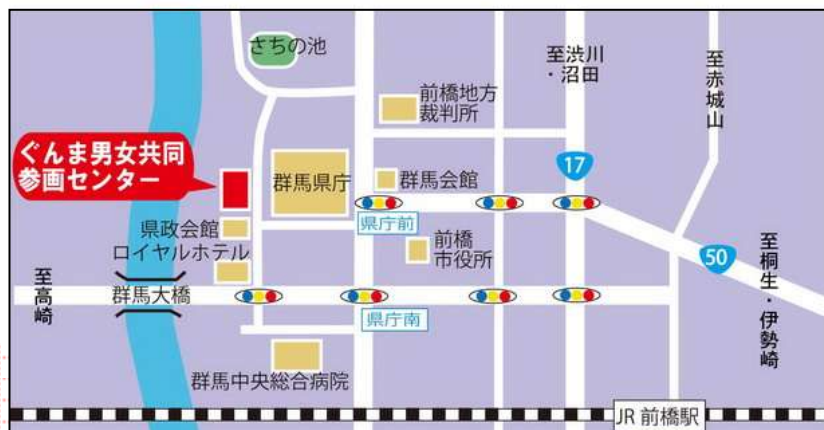 さちの池
至渋川
・沼田
至赤城山
前橋地方
裁判所
ぐんま男女共同
参画センター
17
群馬県庁
群馬会館
県庁前
県政会館
ロイヤルホテル
前橋
市役所
50
至桐生・伊勢崎
至高崎
群馬大橋
県庁南
群馬中央総合病院
JR 前橋駅